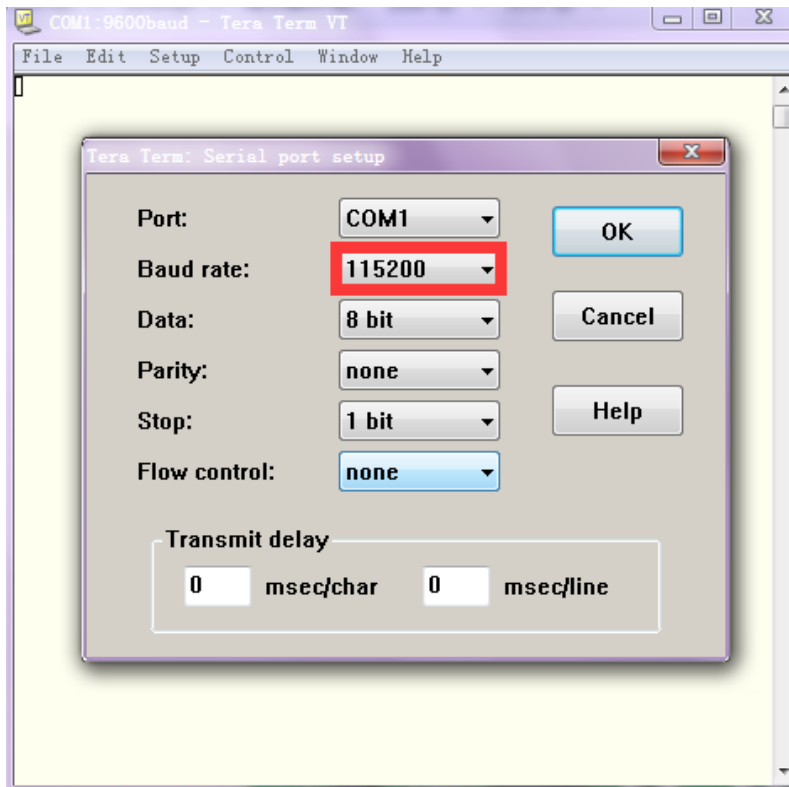 COM1:9600baud - Tera Term VT
File Edit Setup Control Window Help
Tera Term: Serial port setup
Port: COM1
OK
Baud rate: 115200
Data: 8 bit
Cancel
Parity: none
Stop: 1 bit
Help
Flow control: none
Transmit delay
0 msec/char 0 msec/line